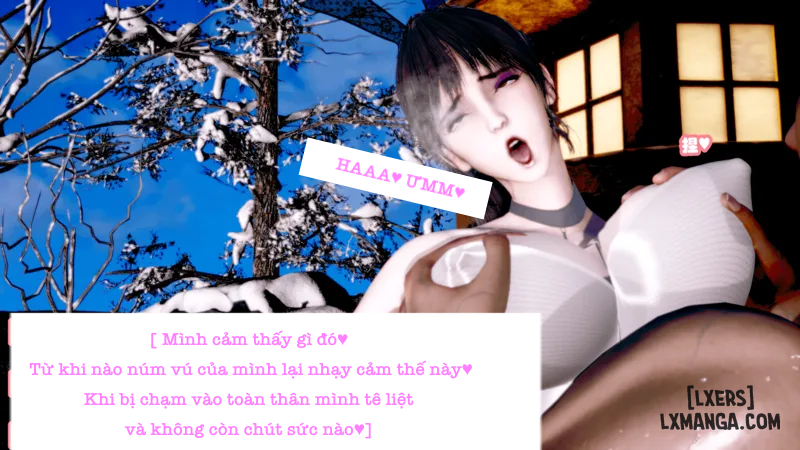 HAAA♥ ƯMM♥
捏♥
[ Mình cảm thấy gì đó♥
Từ khi nào núm vú của mình lại nhạy cảm thế này♥
Khi bị chạm vào toàn thân mình tê liệt
và không còn chút sức nào♥]
[LXERS]
LXMANGA.COM